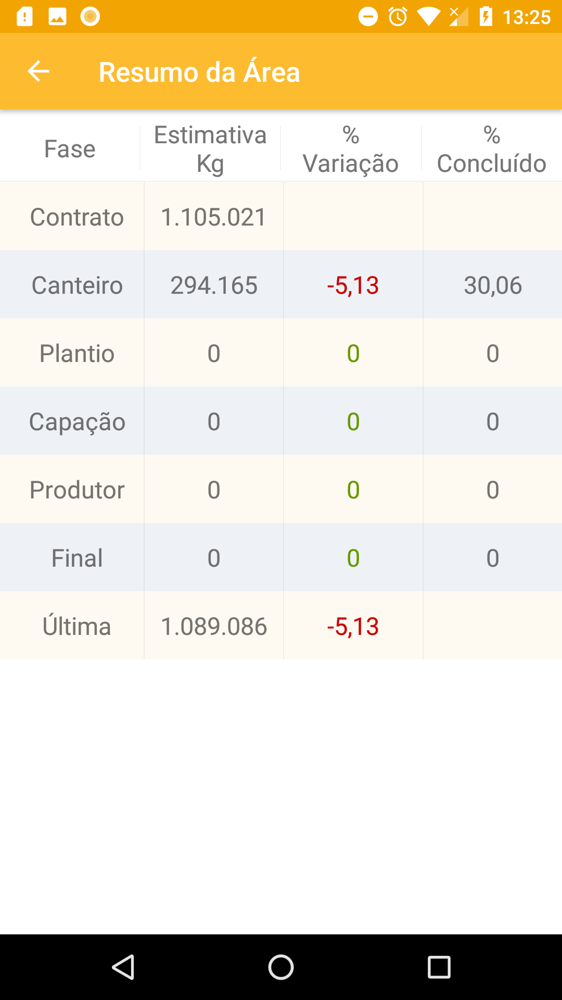 13:25
Resumo da Área
Fase Estimativa Kg % Variação % Concluído
Contrato 1.105.021
Canteiro 294.165 -5,13 30,06
Plantio 0 0 0
Capação 0 0 0
Produtor 0 0 0
Final 0 0 0
Última 1.089.086 -5,13